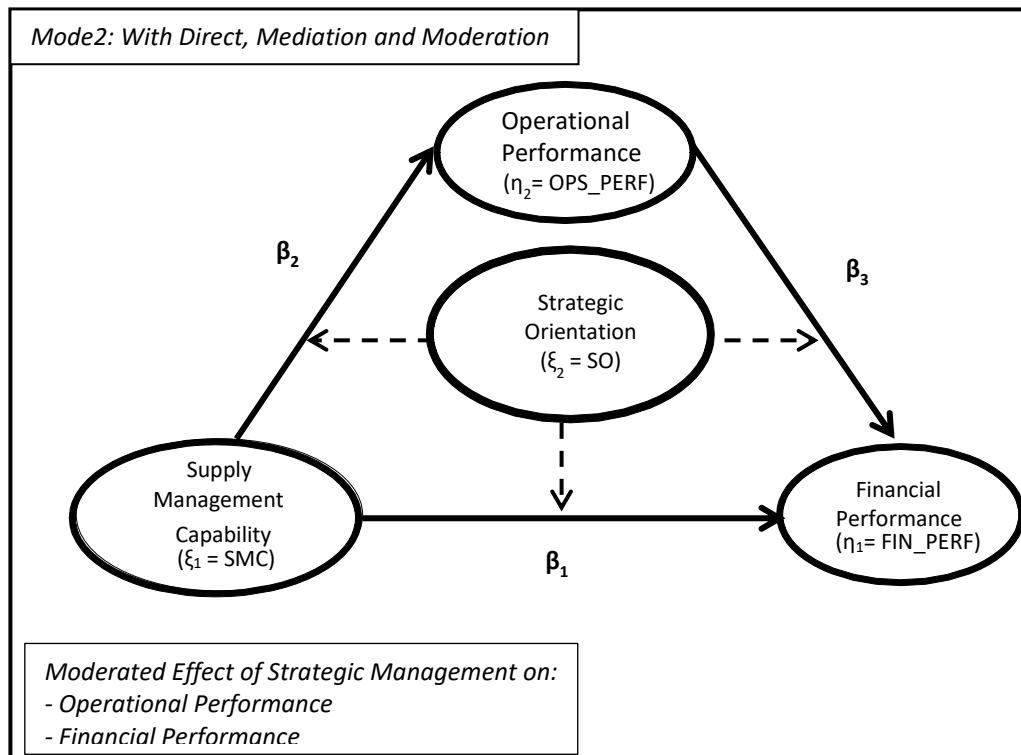 Mode2: With Direct, Mediation and Moderation
Operational
Performance
(η2= OPS_PERF)
β2
β3
Strategic
Orientation
(ξ2 = SO)
Supply
Management
Capability
(ξ1 = SMC)
Financial
Performance
(η1= FIN_PERF)
β1
Moderated Effect of Strategic Management on:
- Operational Performance
- Financial Performance